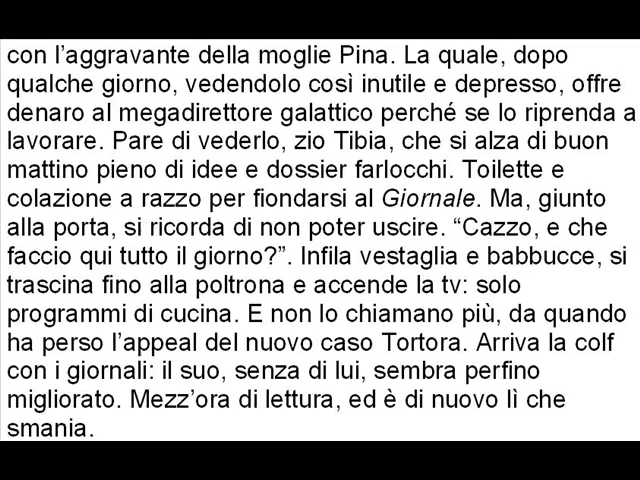 con l’aggravante della moglie Pina. La quale, dopo
qualche giorno, vedendolo così inutile e depresso, offre
denaro al megadirettore galattico perché se lo riprenda a
lavorare. Pare di vederlo, zio Tibia, che si alza di buon
mattino pieno di idee e dossier farlocchi. Toilette e
colazione a razzo per fiondarsi al Giornale. Ma, giunto
alla porta, si ricorda di non poter uscire. “Cazzo, e che
faccio qui tutto il giorno?”. Infila vestaglia e babbucce, si
trascina fino alla poltrona e accende la tv: solo
programmi di cucina. E non lo chiamano più, da quando
ha perso l’appeal del nuovo caso Tortora. Arriva la colf
con i giornali: il suo, senza di lui, sembra perfino
migliorato. Mezz’ora di lettura, ed è di nuovo lì che
smania.